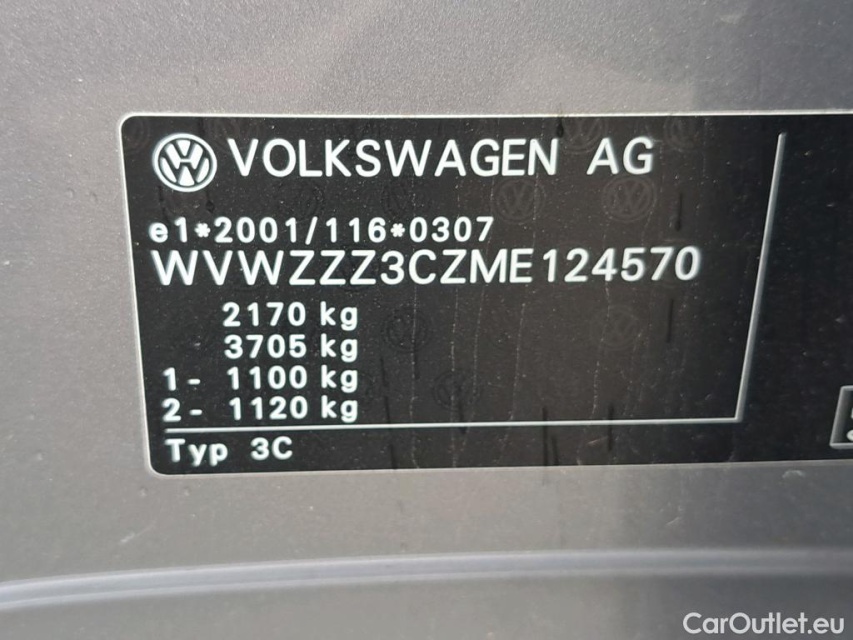 VOLKSWAGEN AG
e1*2001/116*0307
WVWZZZ3CZME124570
2170 kg
3705 kg
1- 1100 kg
2- 1120 kg
Typ 3C
CarOutlet.eu